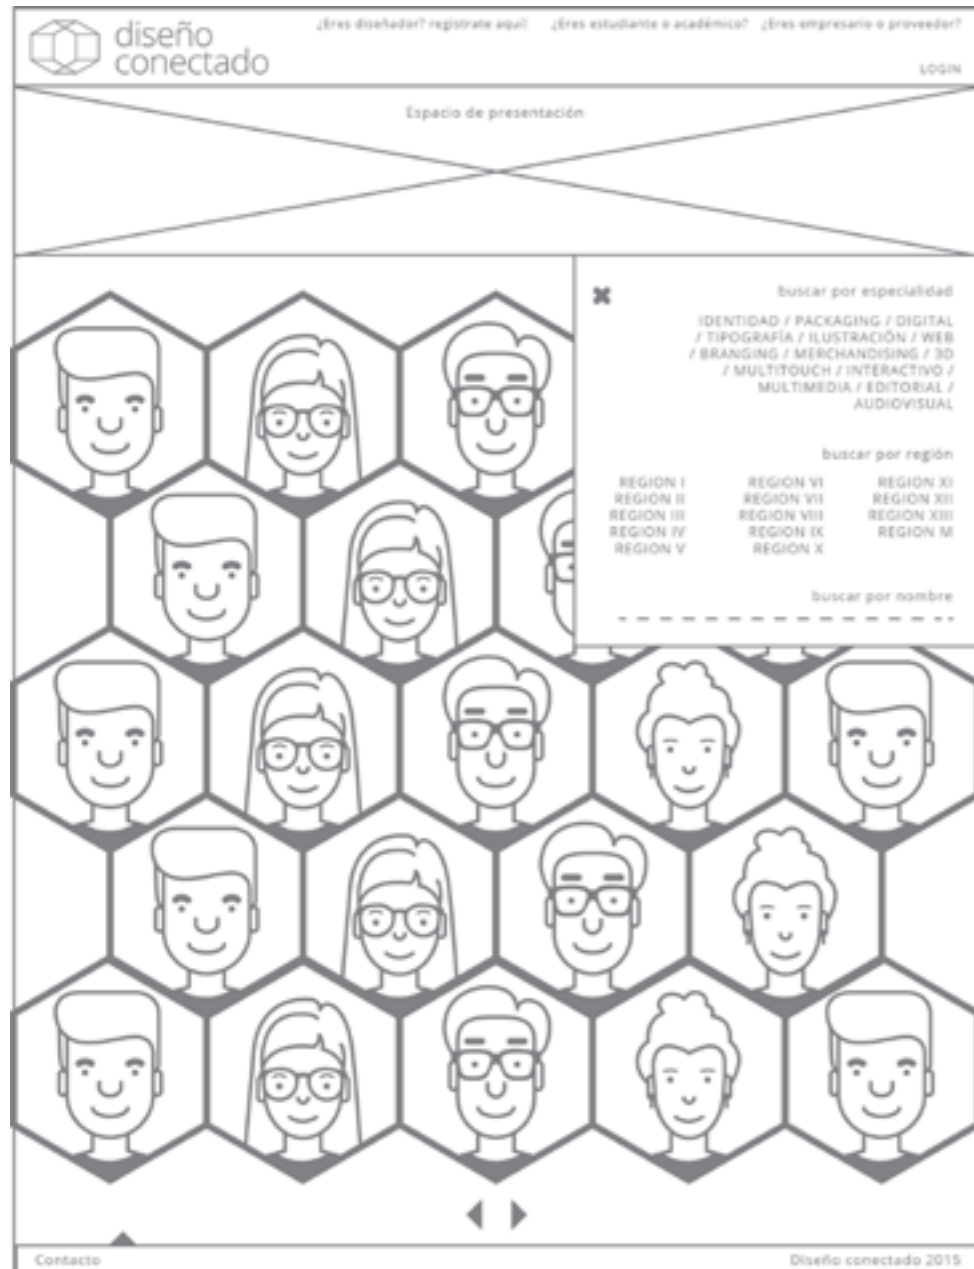 diseño
conectado
¿Eres diseñador? regístrate aquí! ¿Eres estudiante o académico? ¿Eres empresario o proveedor?
LOGIN
Espacio de presentación
buscar por especialidad
IDENTIDAD / PACKAGING / DIGITAL
/ TIPOGRAFÍA / ILUSTRACIÓN / WEB
/ BRANDING / MERCHANDISING / 3D
/ MULTITOUCH / INTERACTIVO /
MULTIMEDIA / EDITORIAL /
AUDIOVISUAL
buscar por región
REGION I REGION VI REGION XI
REGION II REGION VII REGION XII
REGION III REGION VIII REGION XIII
REGION IV REGION IX REGION M
REGION V REGION X
buscar por nombre
Contacto
Diseño conectado 2015